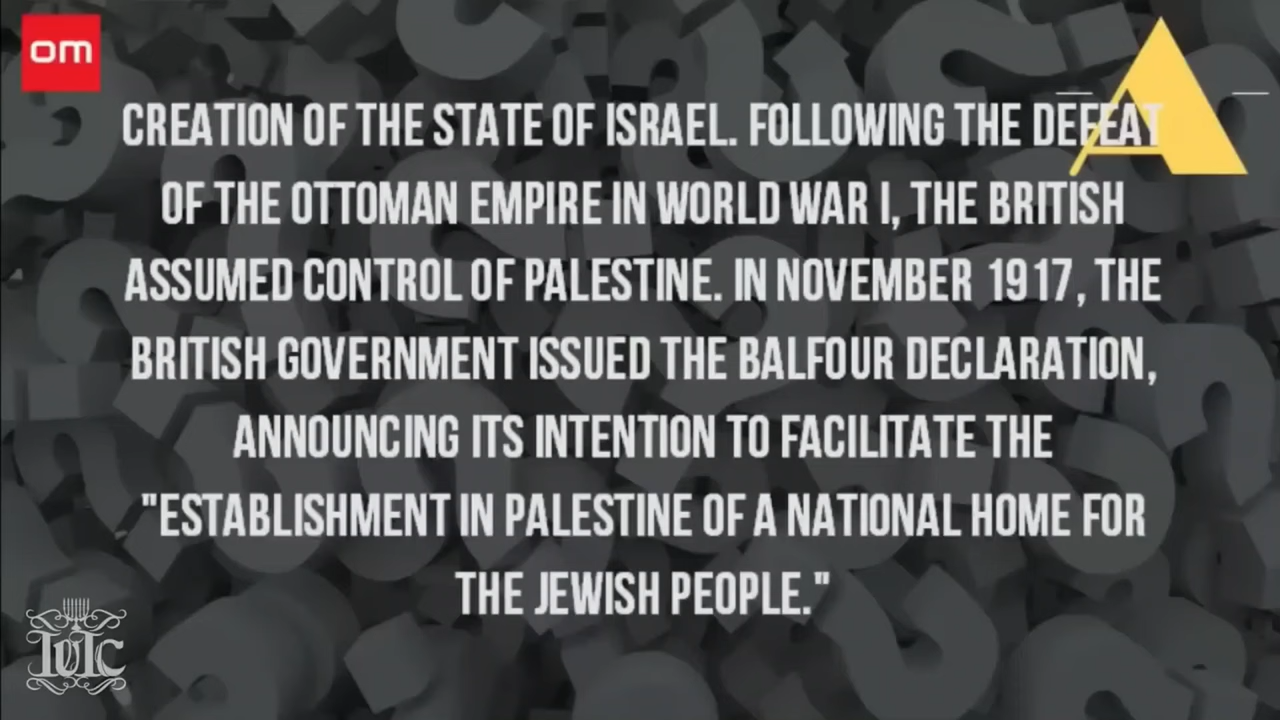 om
A
CREATION OF THE STATE OF ISRAEL. FOLLOWING THE DEFEAT
OF THE OTTOMAN EMPIRE IN WORLD WAR I, THE BRITISH
ASSUMED CONTROL OF PALESTINE. IN NOVEMBER 1917, THE
BRITISH GOVERNMENT ISSUED THE BALFOUR DECLARATION,
ANNOUNCING ITS INTENTION TO FACILITATE THE
"ESTABLISHMENT IN PALESTINE OF A NATIONAL HOME FOR
THE JEWISH PEOPLE."
IUIC